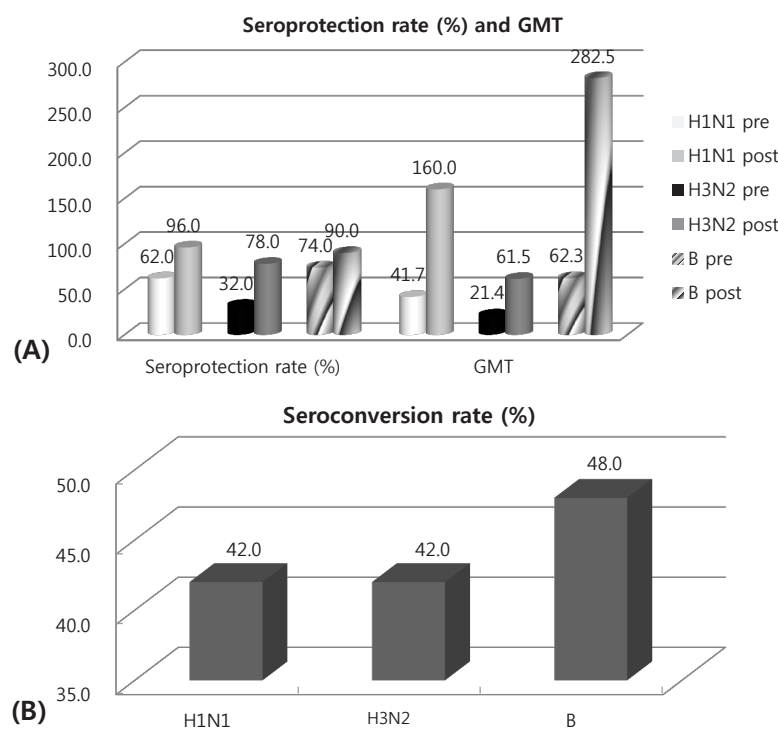 Seroprotection rate (%) and GMT
300.0
250.0
200.0
150.0
100.0
50.0
0.0
62.0
96.0
32.0
78.0
74.0
90.0
41.7
160.0
21.4
61.5
62.3
282.5
H1N1 pre
H1N1 post
H3N2 pre
H3N2 post
B pre
B post
(A)
Seroprotection rate (%) GMT
Seroconversion rate (%)
50.0
45.0
40.0
35.0
42.0
42.0
48.0
(B)
H1N1 H3N2 B